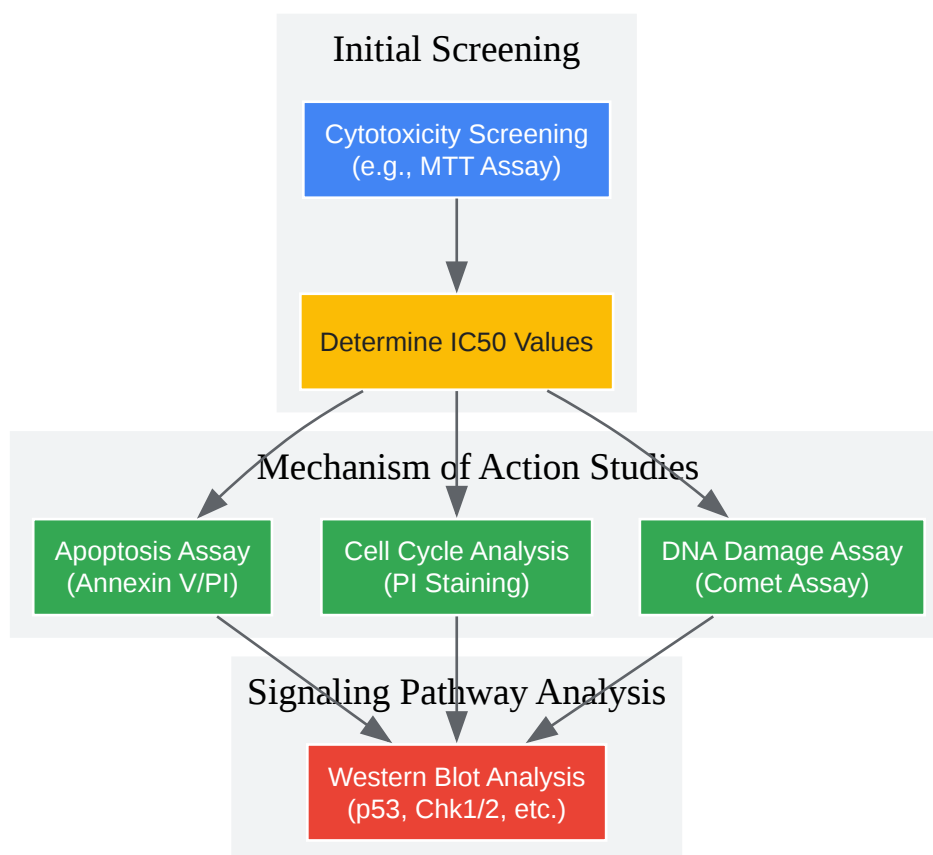 Initial Screening
Cytotoxicity Screening
(e.g., MTT Assay)
Determine IC50 Values
Mechanism of Action Studies
Apoptosis Assay
(Annexin V/PI)
Cell Cycle Analysis
(PI Staining)
DNA Damage Assay
(Comet Assay)
Signaling Pathway Analysis
Western Blot Analysis
(p53, Chk1/2, etc.)